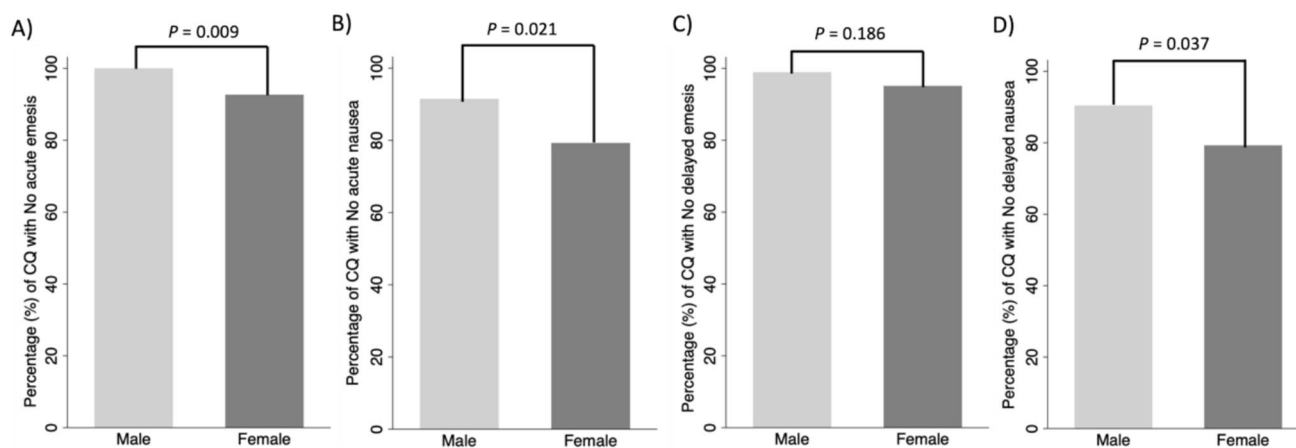 A)
P = 0.009
Percentage (%) of CQ with No acute emesis
100
80
60
40
20
0
Male
Female
B)
P = 0.021
Percentage of CQ with No acute nausea
100
80
60
40
20
0
Male
Female
C)
P = 0.186
Percentage (%) of CQ with No delayed emesis
100
80
60
40
20
0
Male
Female
D)
P = 0.037
Percentage (%) of CQ with No delayed nausea
100
80
60
40
20
0
Male
Female